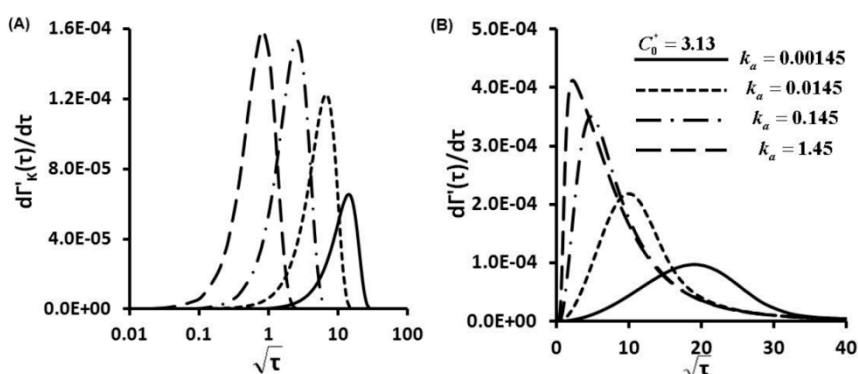 (A)
1.6E-04
1.2E-04
8.0E-05
4.0E-05
0.0E+00
0.01 0.1 1 10 100
dΓ'ₖ(τ)/dτ
√τ
(B)
5.0E-04
4.0E-04
3.0E-04
2.0E-04
1.0E-04
0.0E+00
0 10 20 30 40
dΓ'(τ)/dτ
√τ
C₀* = 3.13
kₐ = 0.00145
kₐ = 0.0145
kₐ = 0.145
kₐ = 1.45